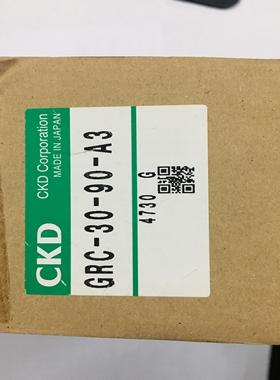 CKD
CKD Corporation
MADE IN JAPAN
GRC-30-90-A3
4730 G